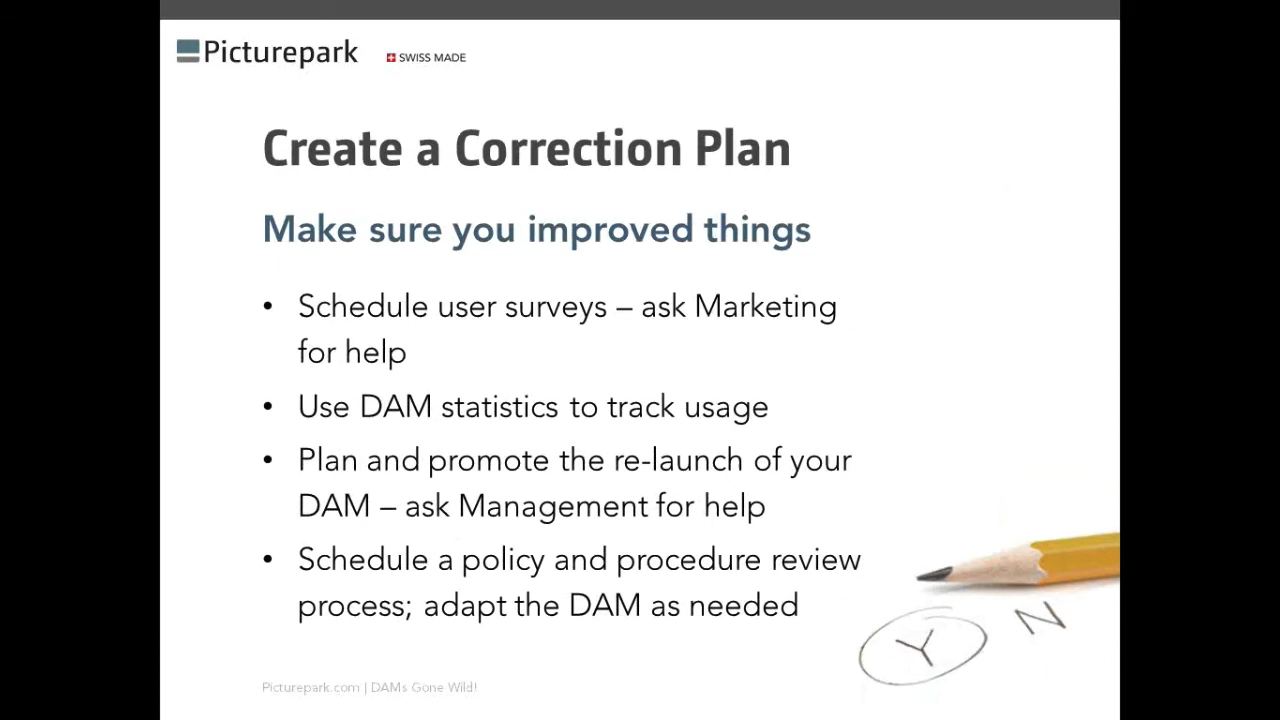 Picturepark SWISS MADE
Create a Correction Plan
Make sure you improved things
• Schedule user surveys – ask Marketing
for help
• Use DAM statistics to track usage
• Plan and promote the re-launch of your
DAM – ask Management for help
• Schedule a policy and procedure review
process; adapt the DAM as needed
Y N
Picturepark.com | DAMs Gone Wild!